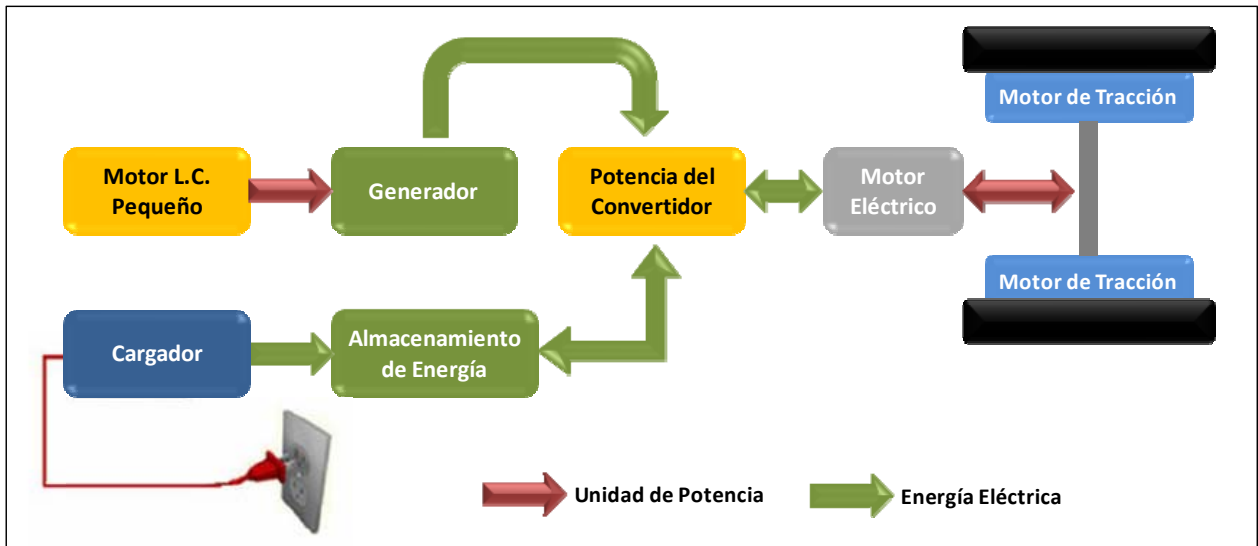 Motor de Tracción
Motor L.C.
Pequeño
Generador
Potencia del
Convertidor
Motor
Eléctrico
Motor de Tracción
Cargador
Almacenamiento
de Energía
Unidad de Potencia
Energía Eléctrica